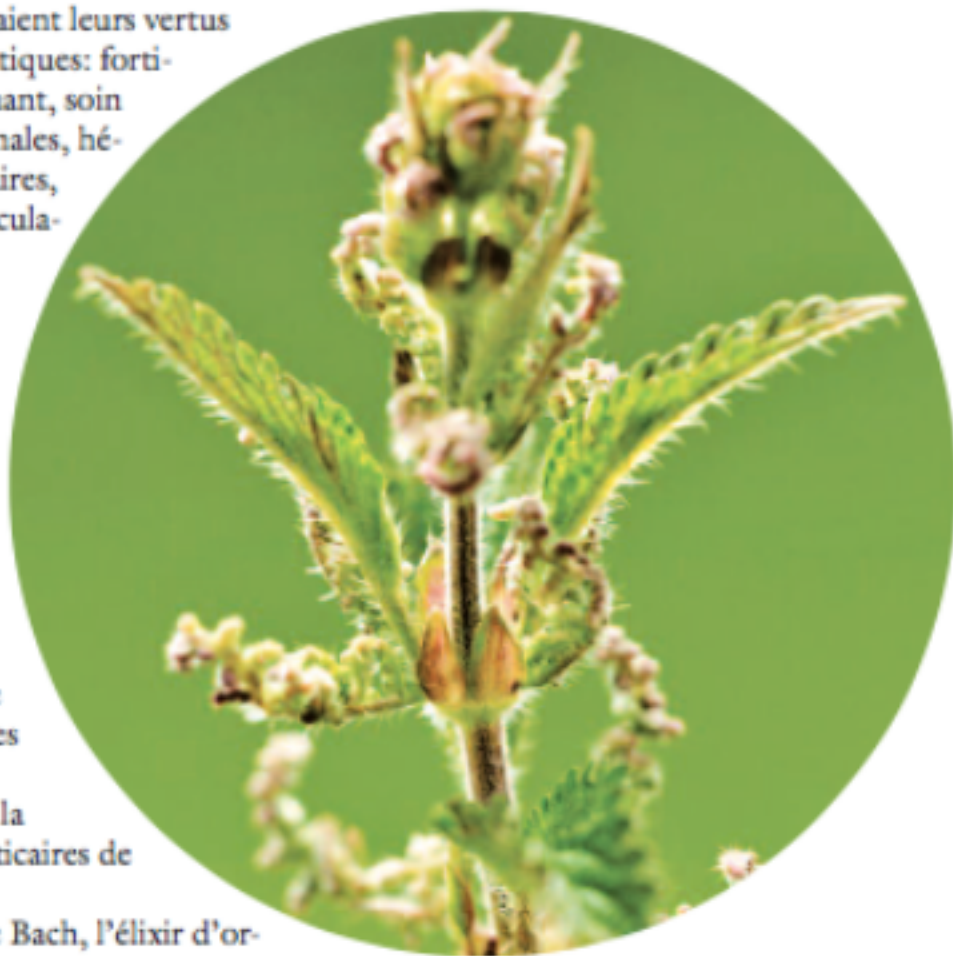 aient leurs vertus
tiques: forti-
ant, soin
nales, hé-
ires,
cula-
es
la
ticaires de
Bach, l'élixir d'or-